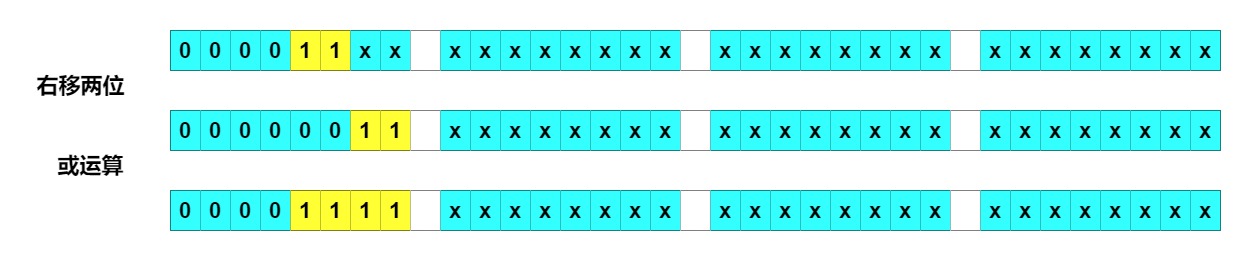 0 0 0 0 1 1 x x x x x x x x x x x x x x x x x x x x x x x x x x
右移两位
0 0 0 0 0 0 1 1 x x x x x x x x x x x x x x x x x x x x x x x x
或运算
0 0 0 0 1 1 1 1 x x x x x x x x x x x x x x x x x x x x x x x x